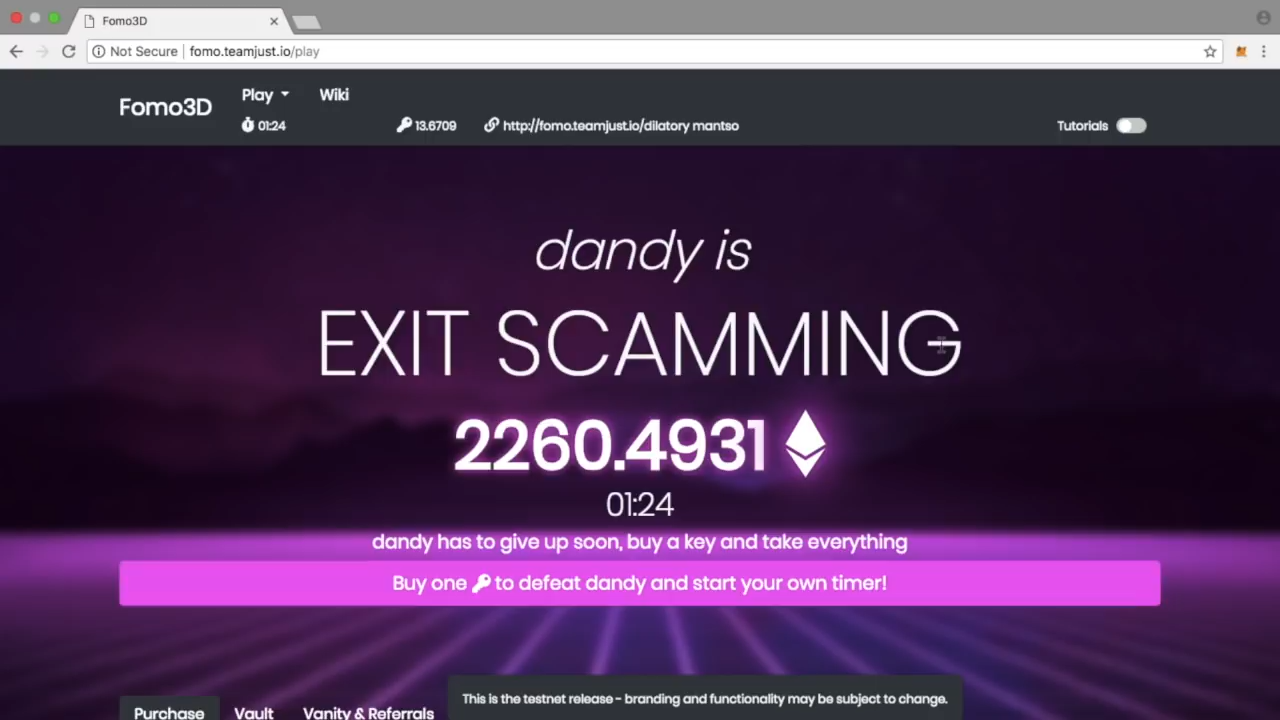 Fomo3D
Not Secure fomo.teamjust.io/play
Fomo3D
Play
Wiki
01:24
13.6709
http://fomo.teamjust.io/dilatory mantso
Tutorials
dandy is
EXIT SCAMMING
2260.4931
01:24
dandy has to give up soon, buy a key and take everything
Buy one to defeat dandy and start your own timer!
This is the testnet release - branding and functionality may be subject to change.
Purchase
Vault
Vanity & Referrals